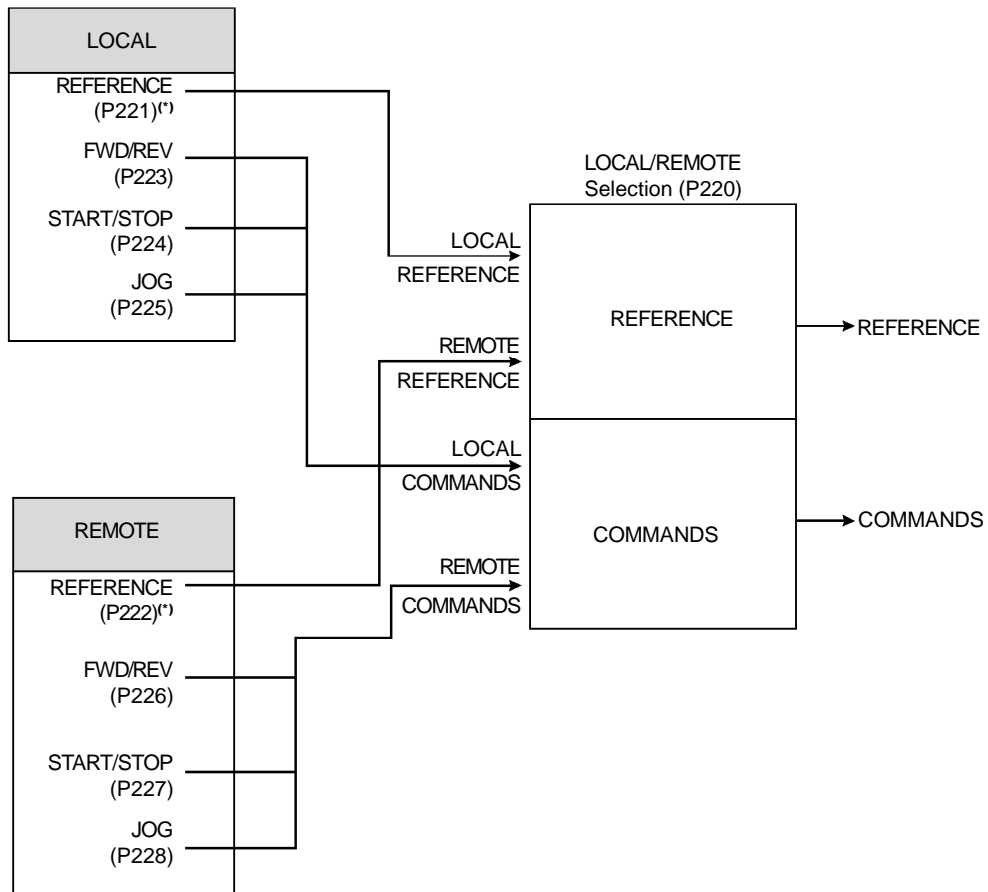 LOCAL
REFERENCE
(P221)(*)
FWD/REV
(P223)
START/STOP
(P224)
JOG
(P225)
REMOTE
REFERENCE
(P222)(*)
FWD/REV
(P226)
START/STOP
(P227)
JOG
(P228)
LOCAL
REFERENCE
REMOTE
REFERENCE
LOCAL
COMMANDS
REMOTE
COMMANDS
LOCAL/REMOTE
Selection (P220)
REFERENCE
COMMANDS
REFERENCE
COMMANDS